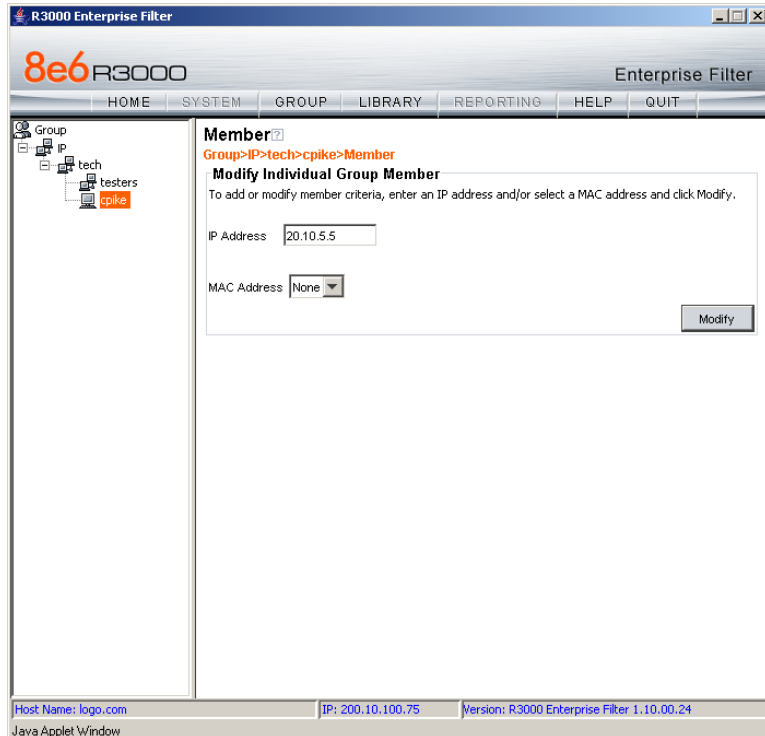 R3000 Enterprise Filter
8e6 R3000
Enterprise Filter
HOME SYSTEM GROUP LIBRARY REPORTING HELP QUIT
Group
IP
tech
testers
cpike
Member
Group>IP>tech>cpike>Member
Modify Individual Group Member
To add or modify member criteria, enter an IP address and/or select a MAC address and click Modify.
IP Address 20.10.5.5
MAC Address None
Modify
Host Name: logo.com IP: 200.10.100.75 Version: R3000 Enterprise Filter 1.10.00.24
Java Applet Window